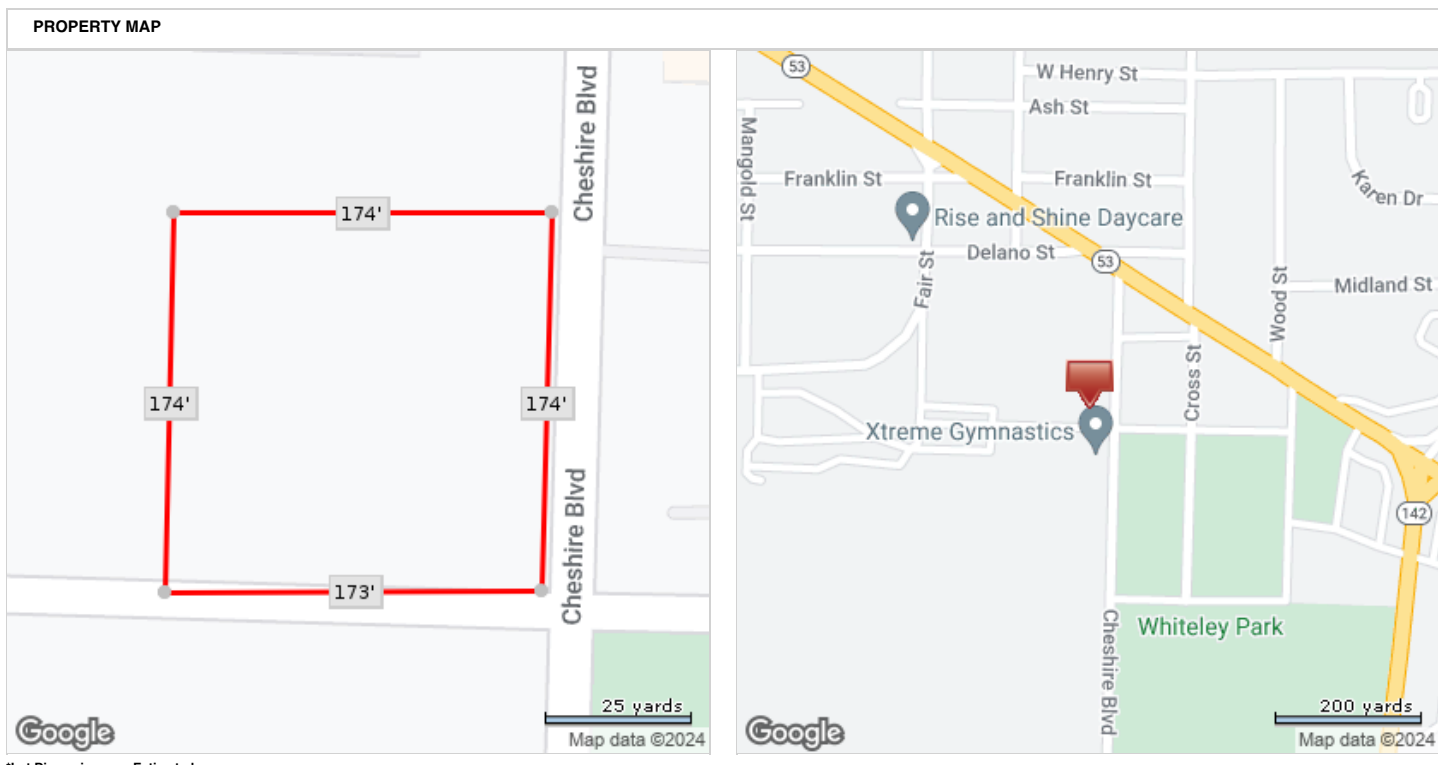 PROPERTY MAP
Cheshire Blvd
174'
174'
174'
Cheshire Blvd
173'
25 yards
Google
Map data ©2024
53
W Henry St
Ash St
Mangold St
Franklin St
Franklin St
Karen Dr
Rise and Shine Daycare
Delano St
53
Fair St
Wood St
Midland St
Cross St
Xtreme Gymnastics
142
Cheshire Blvd
Whiteley Park
200 yards
Google
Map data ©2024